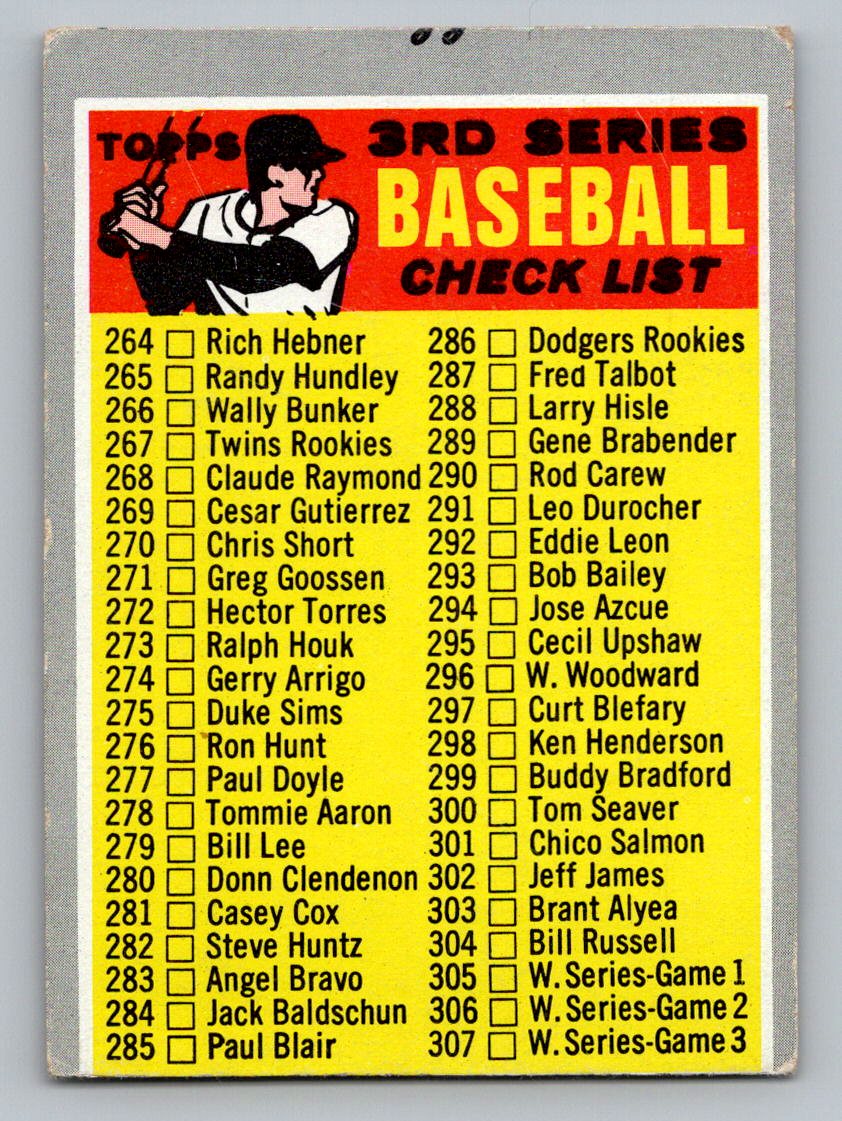 TOPPS
3RD SERIES
BASEBALL
CHECK LIST
264 Rich Hebner
265 Randy Hundley
266 Wally Bunker
267 Twins Rookies
268 Claude Raymond
269 Cesar Gutierrez
270 Chris Short
271 Greg Goossen
272 Hector Torres
273 Ralph Houk
274 Gerry Arrigo
275 Duke Sims
276 Ron Hunt
277 Paul Doyle
278 Tommie Aaron
279 Bill Lee
280 Donn Clendenon
281 Casey Cox
282 Steve Huntz
283 Angel Bravo
284 Jack Baldschun
285 Paul Blair
286 Dodgers Rookies
287 Fred Talbot
288 Larry Hisle
289 Gene Brabender
290 Rod Carew
291 Leo Durocher
292 Eddie Leon
293 Bob Bailey
294 Jose Azcue
295 Cecil Upshaw
296 W. Woodward
297 Curt Blefary
298 Ken Henderson
299 Buddy Bradford
300 Tom Seaver
301 Chico Salmon
302 Jeff James
303 Brant Alyea
304 Bill Russell
305 W. Series-Game 1
306 W. Series-Game 2
307 W. Series-Game 3